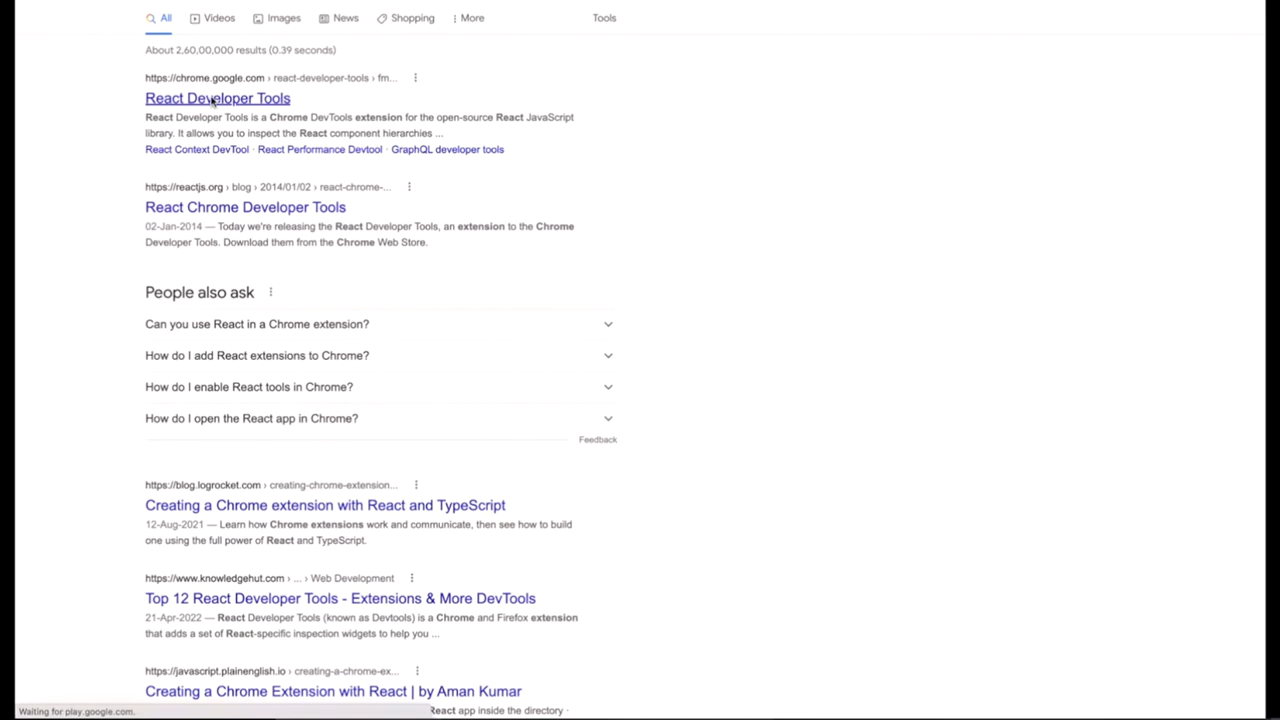 All Videos Images News Shopping More Tools
About 2,60,00,000 results (0.39 seconds)
https://chrome.google.com › react-developer-tools › fm...
React Developer Tools
React Developer Tools is a Chrome DevTools extension for the open-source React JavaScript
library. It allows you to inspect the React component hierarchies ...
React Context DevTool · React Performance Devtool · GraphQL developer tools
https://reactjs.org › blog › 2014/01/02 › react-chrome-...
React Chrome Developer Tools
02-Jan-2014 — Today we're releasing the React Developer Tools, an extension to the Chrome
Developer Tools. Download them from the Chrome Web Store.
People also ask
Can you use React in a Chrome extension?
How do I add React extensions to Chrome?
How do I enable React tools in Chrome?
How do I open the React app in Chrome?
Feedback
https://blog.logrocket.com › creating-chrome-extension...
Creating a Chrome extension with React and TypeScript
12-Aug-2021 — Learn how Chrome extensions work and communicate, then see how to build
one using the full power of React and TypeScript.
https://www.knowledgehut.com › ... › Web Development
Top 12 React Developer Tools - Extensions & More DevTools
21-Apr-2022 — React Developer Tools (known as Devtools) is a Chrome and Firefox extension
that adds a set of React-specific inspection widgets to help you ...
https://javascript.plainenglish.io › creating-a-chrome-ex...
Creating a Chrome Extension with React | by Aman Kumar
React app inside the directory ·
Waiting for play.google.com.